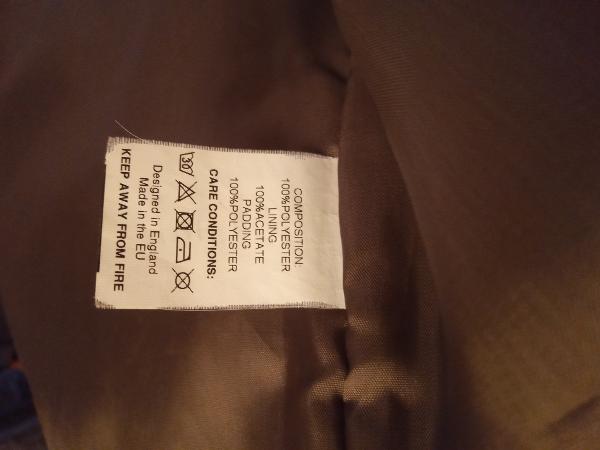 COMPOSITION:
100%POLYESTER
LINING
100%ACETATE
PADDING
100%POLYESTER
CARE CONDITIONS:
30
Designed in England
Made in the EU
KEEP AWAY FROM FIRE